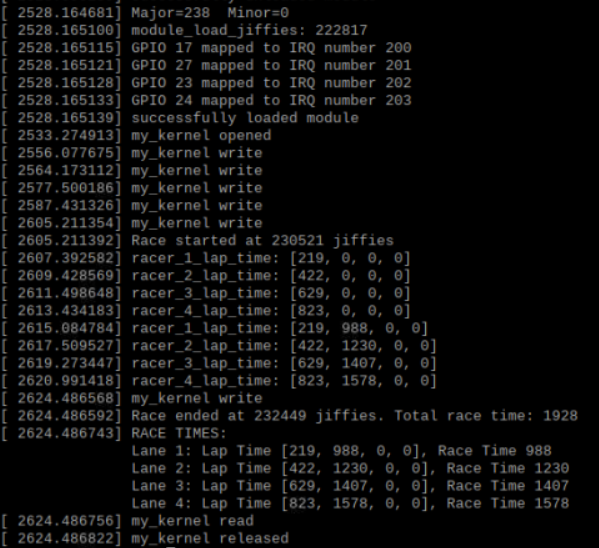 [ 2528.164681] Major=238  Minor=0
[ 2528.165100] module_load_jiffies: 222817
[ 2528.165115] GPIO 17 mapped to IRQ number 200
[ 2528.165121] GPIO 27 mapped to IRQ number 201
[ 2528.165128] GPIO 23 mapped to IRQ number 202
[ 2528.165133] GPIO 24 mapped to IRQ number 203
[ 2528.165139] successfully loaded module
[ 2533.274913] my_kernel opened
[ 2556.077675] my_kernel write
[ 2564.173112] my_kernel write
[ 2577.500186] my_kernel write
[ 2587.431326] my_kernel write
[ 2605.211354] my_kernel write
[ 2605.211392] Race started at 230521 jiffies
[ 2607.392582] racer_1_lap_time: [219, 0, 0, 0]
[ 2609.428569] racer_2_lap_time: [422, 0, 0, 0]
[ 2611.498648] racer_3_lap_time: [629, 0, 0, 0]
[ 2613.434183] racer_4_lap_time: [823, 0, 0, 0]
[ 2615.084784] racer_1_lap_time: [219, 988, 0, 0]
[ 2617.509527] racer_2_lap_time: [422, 1230, 0, 0]
[ 2619.273447] racer_3_lap_time: [629, 1407, 0, 0]
[ 2620.991418] racer_4_lap_time: [823, 1578, 0, 0]
[ 2624.486568] my_kernel write
[ 2624.486592] Race ended at 232449 jiffies. Total race time: 1928
[ 2624.486743] RACE TIMES:
Lane 1: Lap Time [219, 988, 0, 0], Race Time 988
Lane 2: Lap Time [422, 1230, 0, 0], Race Time 1230
Lane 3: Lap Time [629, 1407, 0, 0], Race Time 1407
Lane 4: Lap Time [823, 1578, 0, 0], Race Time 1578
[ 2624.486756] my_kernel read
[ 2624.486822] my_kernel released